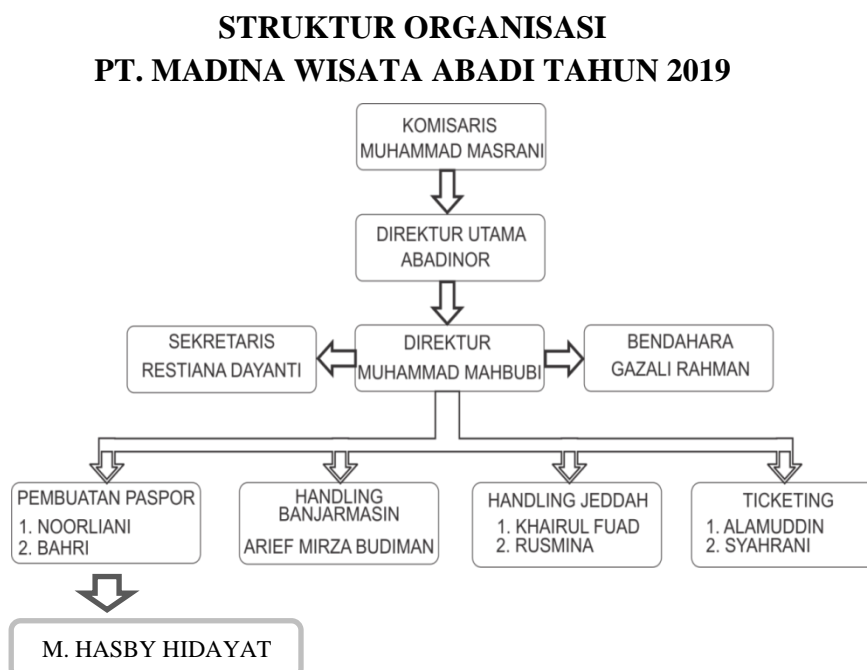 STRUKTUR ORGANISASI
PT. MADINA WISATA ABADI TAHUN 2019
KOMISARIS
MUHAMMAD MASRANI
DIREKTUR UTAMA
ABADINOR
SEKRETARIS
RESTIANA DAYANTI
DIREKTUR
MUHAMMAD MAHBUBI
BENDAHARA
GAZALI RAHMAN
PEMBUATAN PASPOR
1. NOORLIANI
2. BAHRI
HANDLING
BANJARMASIN
ARIEF MIRZA BUDIMAN
HANDLING JEDDAH
1. KHAIRUL FUAD
2. RUSMINA
TICKETING
1. ALAMUDDIN
2. SYAHRANI
M. HASBY HIDAYAT